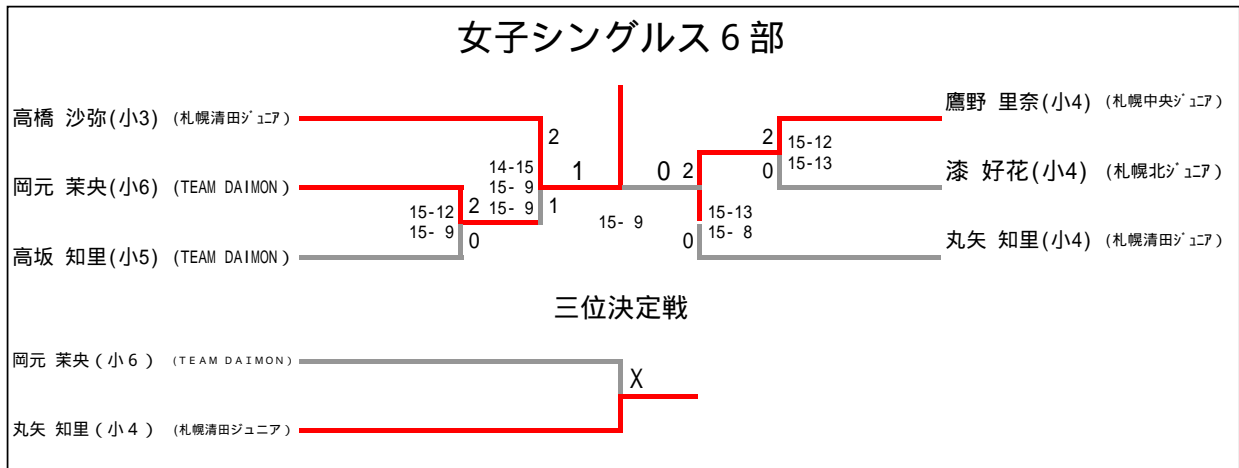 女子シングルス６部
高橋 沙弥(小3) (札幌清田ｼﾞｭﾆｱ)
岡元 茉央(小6) (TEAM DAIMON)
高坂 知里(小5) (TEAM DAIMON)
15-12
15- 9
2
0
14-15
15- 9
15- 9
2
1
1
0
15- 9
2
0
15-13
15- 8
2
0
15-12
15-13
鷹野 里奈(小4) (札幌中央ｼﾞｭﾆｱ)
漆 好花(小4) (札幌北ｼﾞｭﾆｱ)
丸矢 知里(小4) (札幌清田ｼﾞｭﾆｱ)
三位決定戦
岡元 茉央(小６) (TEAM DAIMON)
丸矢 知里(小４) (札幌清田ジュニア)
X